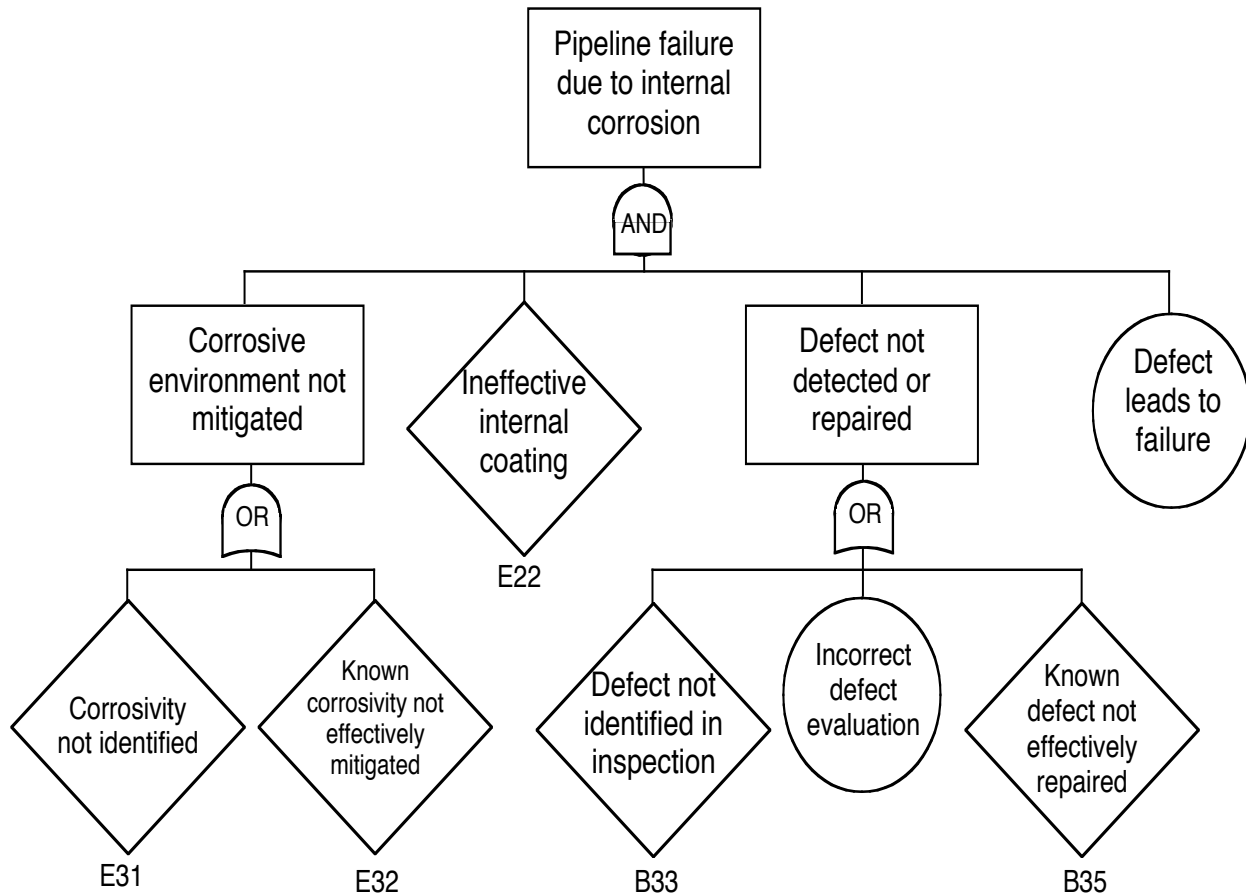 Pipeline failure
due to internal
corrosion
AND
Corrosive
environment not
mitigated
Ineffective
internal
coating
Defect not
detected or
repaired
Defect
leads to
failure
OR
OR
E22
Corrosivity
not identified
Known
corrosivity not
effectively
mitigated
Defect not
identified in
inspection
Incorrect
defect
evaluation
Known
defect not
effectively
repaired
E31
E32
B33
B35